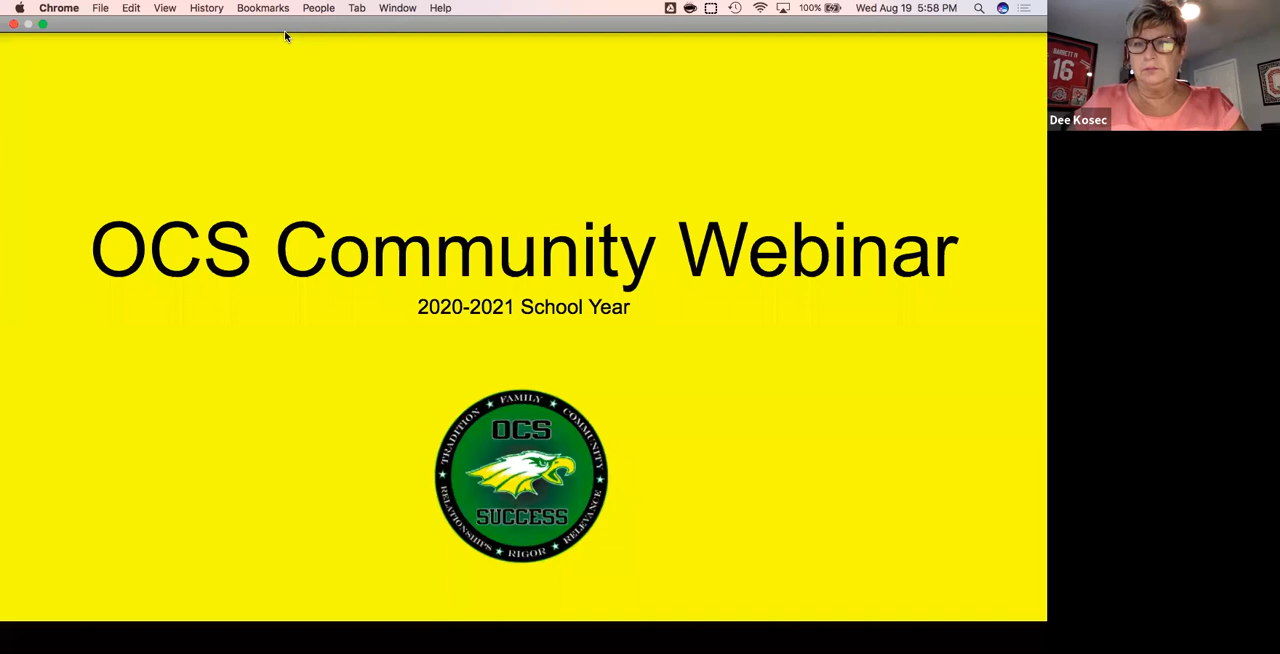 Chrome File Edit View History Bookmarks People Tab Window Help 100% Wed Aug 19 5:58 PM
BARRETT M
16
Dee Kosec
OCS Community Webinar
2020-2021 School Year
TRADITION ★ FAMILY ★ COMMUNITY
OCS
SUCCESS
RELATIONSHIPS ★ RIGOR ★ RELEVANCE